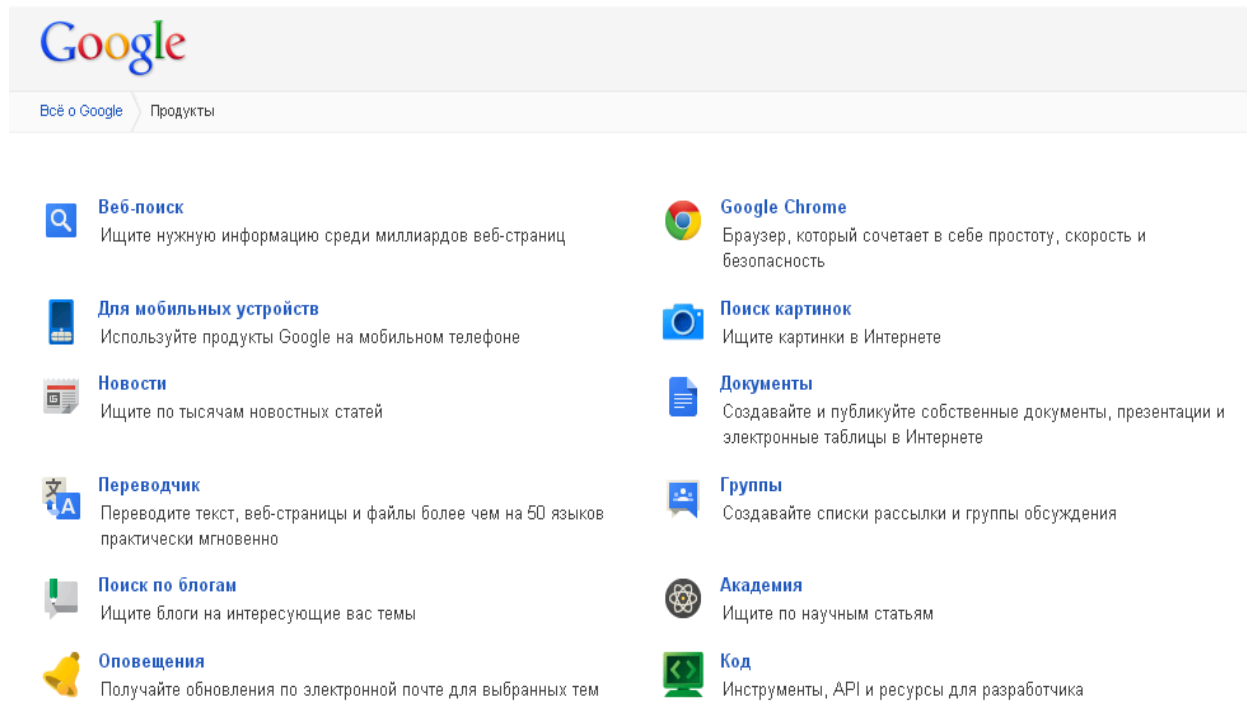 Google
Всё о Google
Продукты
Веб-поиск
Ищите нужную информацию среди миллиардов веб-страниц
Google Chrome
Браузер, который сочетает в себе простоту, скорость и
безопасность
Для мобильных устройств
Используйте продукты Google на мобильном телефоне
Поиск картинок
Ищите картинки в Интернете
Новости
Ищите по тысячам новостных статей
Документы
Создавайте и публикуйте собственные документы, презентации и
электронные таблицы в Интернете
Переводчик
Переводите текст, веб-страницы и файлы более чем на 50 языков
практически мгновенно
Группы
Создавайте списки рассылки и группы обсуждения
Поиск по блогам
Ищите блоги на интересующие вас темы
Академия
Ищите по научным статьям
Оповещения
Получайте обновления по электронной почте для выбранных тем
Код
Инструменты, API и ресурсы для разработчика